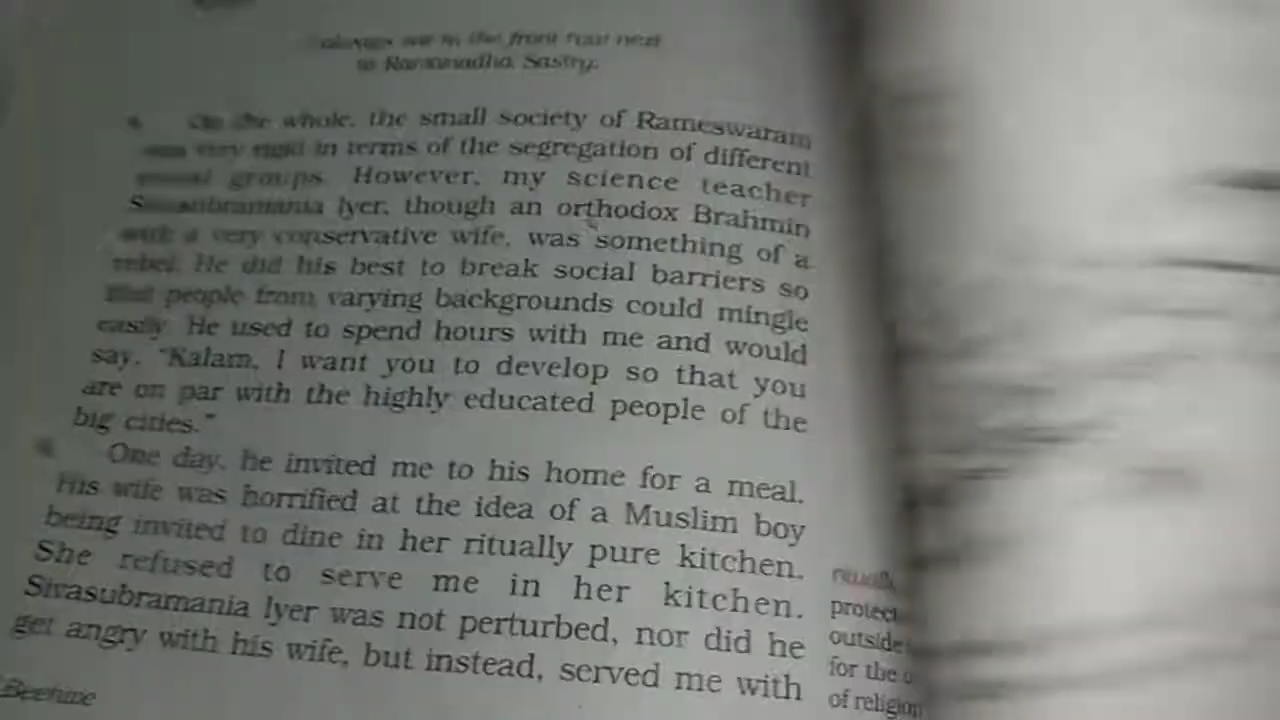 always sat in the front row next
to Ramanadha Sastry.
On the whole, the small society of Rameswaram
was very rigid in terms of the segregation of different
social groups. However, my science teacher
Sivasubramania Iyer, though an orthodox Brahmin
with a very conservative wife, was something of a
rebel. He did his best to break social barriers so
that people from varying backgrounds could mingle
easily. He used to spend hours with me and would
say, "Kalam, I want you to develop so that you
are on par with the highly educated people of the
big cities."
One day, he invited me to his home for a meal.
His wife was horrified at the idea of a Muslim boy
being invited to dine in her ritually pure kitchen.
She refused to serve me in her kitchen.
Sivasubramania Iyer was not perturbed, nor did he
get angry with his wife, but instead, served me with
protect
outside
for the
of religion
Beehive